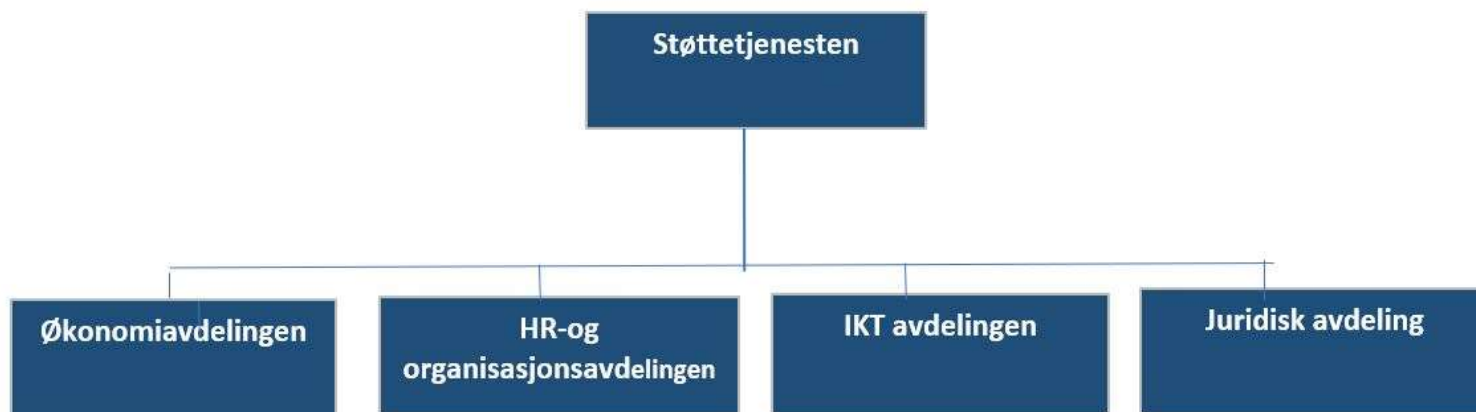 Støttetjenesten
Økonomiavdelingen
HR-og
organisasjonsavdelingen
IKT avdelingen
Juridisk avdeling